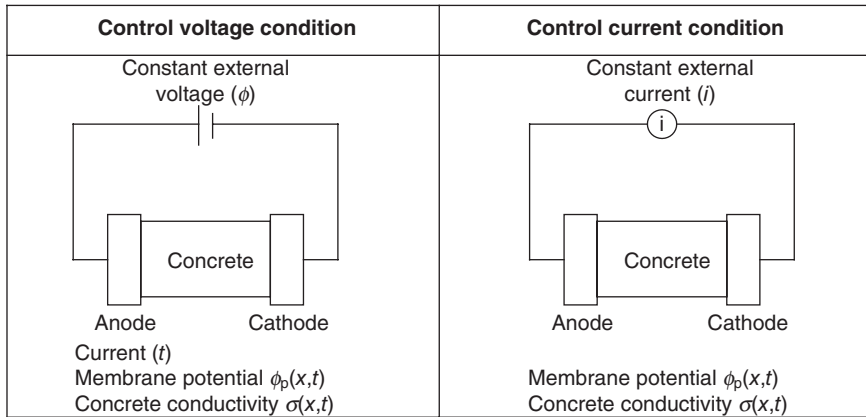 Control voltage condition
Constant external
voltage (ϕ)
Concrete
Anode Cathode
Current (t)
Membrane potential ϕp(x,t)
Concrete conductivity σ(x,t)
Control current condition
Constant external
current (i)
i
Concrete
Anode Cathode
Membrane potential ϕp(x,t)
Concrete conductivity σ(x,t)